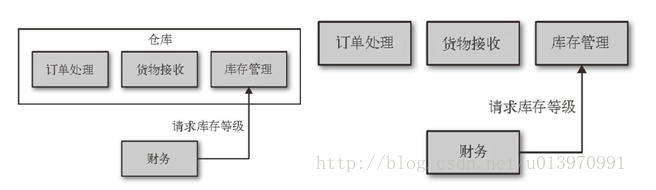 仓库
订单处理
货物接收
库存管理
请求库存等级
财务
订单处理
货物接收
库存管理
请求库存等级
财务
http://blog.csdn.net/u013970991